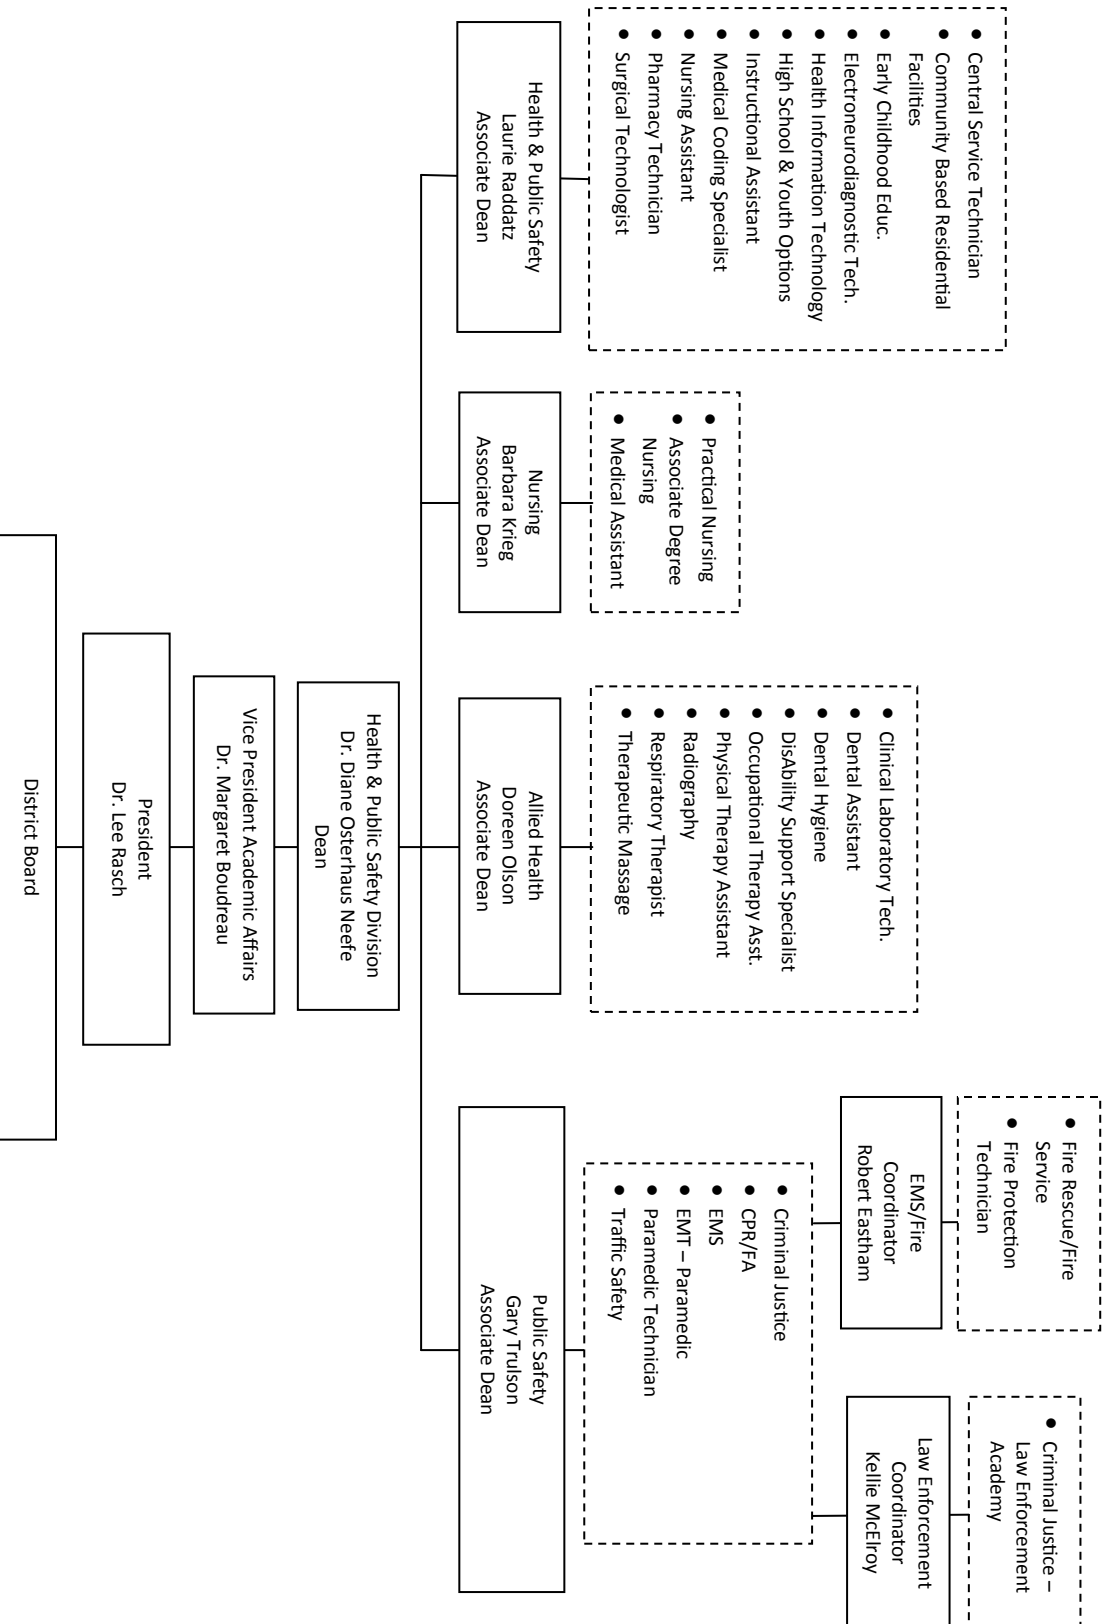 Central Service Technician
Community Based Residential
Facilities
Early Childhood Educ.
Electroneurodiagnostic Tech.
Health Information Technology
High School & Youth Options
Instructional Assistant
Medical Coding Specialist
Nursing Assistant
Pharmacy Technician
Surgical Technologist
Health & Public Safety
Laurie Raddatz
Associate Dean
Practical Nursing
Associate Degree
Nursing
Medical Assistant
Nursing
Barbara Krieg
Associate Dean
Clinical Laboratory Tech.
Dental Assistant
Dental Hygiene
DisAbility Support Specialist
Occupational Therapy Asst.
Physical Therapy Assistant
Radiography
Respiratory Therapist
Therapeutic Massage
Allied Health
Doreen Olson
Associate Dean
Fire Rescue/Fire
Service
Fire Protection
Technician
EMS/Fire
Coordinator
Robert Eastham
Criminal Justice –
Law Enforcement
Academy
Law Enforcement
Coordinator
Kellie McElroy
Criminal Justice
CPR/FA
EMS
EMT – Paramedic
Paramedic Technician
Traffic Safety
Public Safety
Gary Trulson
Associate Dean
Health & Public Safety Division
Dr. Diane Osterhaus Neefe
Dean
Vice President Academic Affairs
Dr. Margaret Boudreau
President
Dr. Lee Rasch
District Board